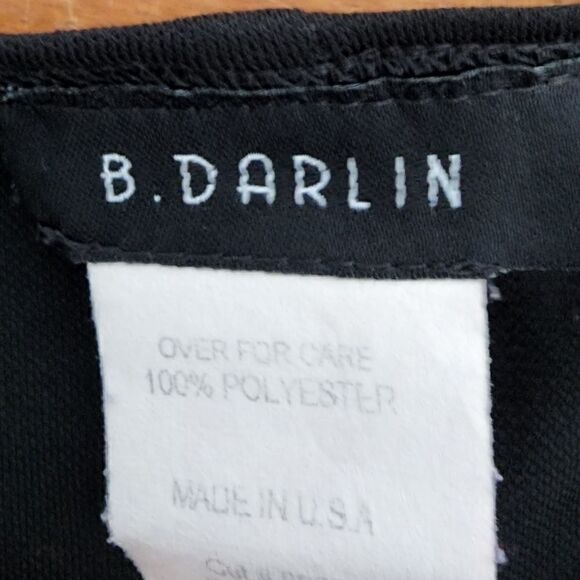 B.DARLIN
OVER FOR CARE
100% POLYESTER
MADE IN U.S.A